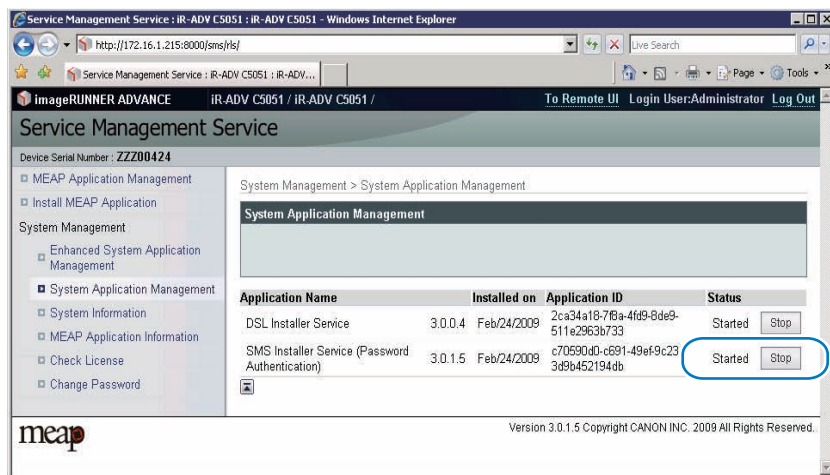 Service Management Service : iR-ADV C5051 : iR-ADV C5051 - Windows Internet Explorer
http://172.16.1.215:8000/sms/rls/
Live Search
Service Management Service : iR-ADV C5051 : iR-ADV...
Page
Tools
imageRUNNER ADVANCE
iR-ADV C5051 / iR-ADV C5051 /
To Remote UI
Login User:Administrator
Log Out
Service Management Service
Device Serial Number : ZZZ00424
MEAP Application Management
Install MEAP Application
System Management
Enhanced System Application
Management
System Application Management
System Information
MEAP Application Information
Check License
Change Password
System Management > System Application Management
System Application Management
Application Name Installed on Application ID Status
DSL Installer Service 3.0.0.4 Feb/24/2009 2ca34a18-7f8a-4fd9-8de9-
511e2963b733 Started Stop
SMS Installer Service (Password
Authentication) 3.0.1.5 Feb/24/2009 c70590d0-c691-49ef-9c23
3d9b452194db Started Stop
meap
Version 3.0.1.5 Copyright CANON INC. 2009 All Rights Reserved.